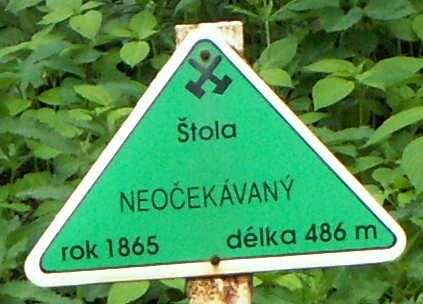 Štola
NEOČEKÁVANÝ
rok 1865 délka 486 m